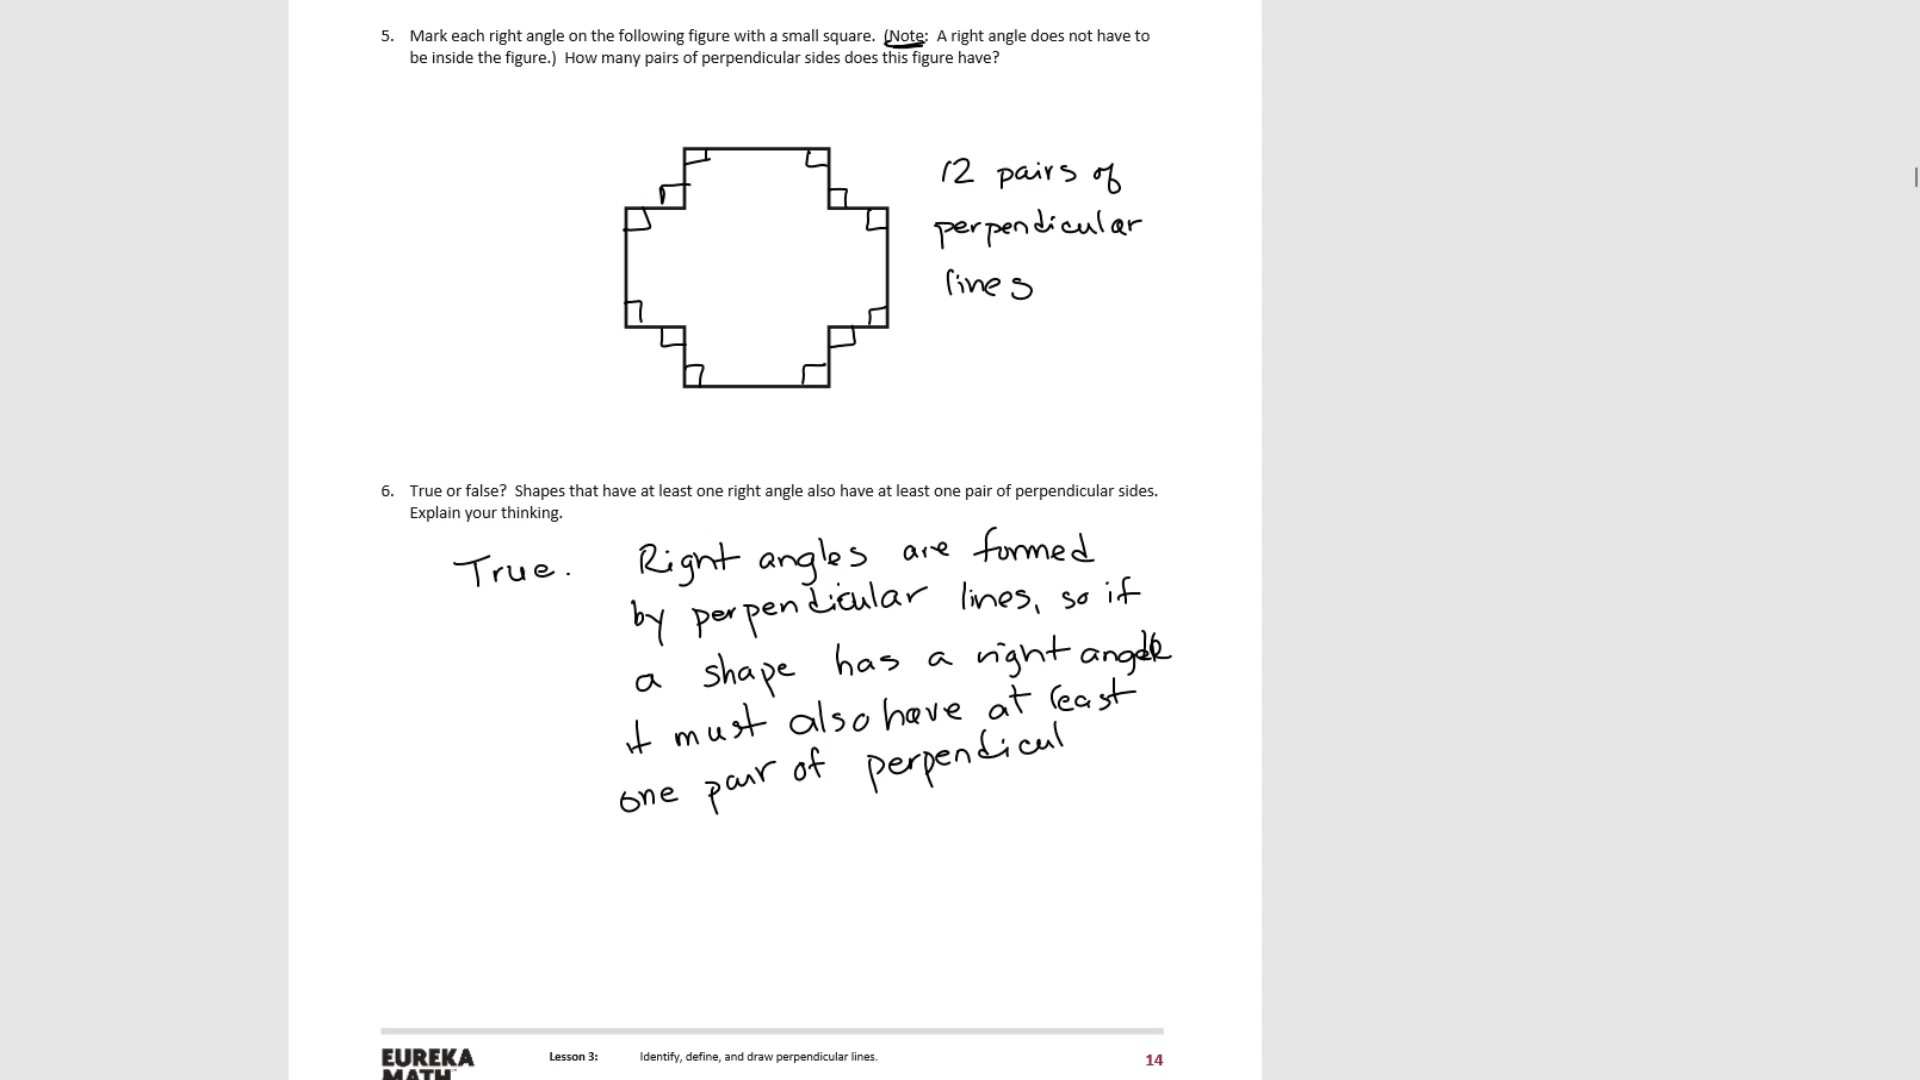 5. Mark each right angle on the following figure with a small square. (Note: A right angle does not have to
be inside the figure.) How many pairs of perpendicular sides does this figure have?
12 pairs of
perpendicular
lines
6. True or false? Shapes that have at least one right angle also have at least one pair of perpendicular sides.
Explain your thinking.
True. Right angles are formed
by perpendicular lines, so if
a shape has a right angle
it must also have at least
one pair of perpendicul
EUREKA
MATH
Lesson 3: Identify, define, and draw perpendicular lines.
14